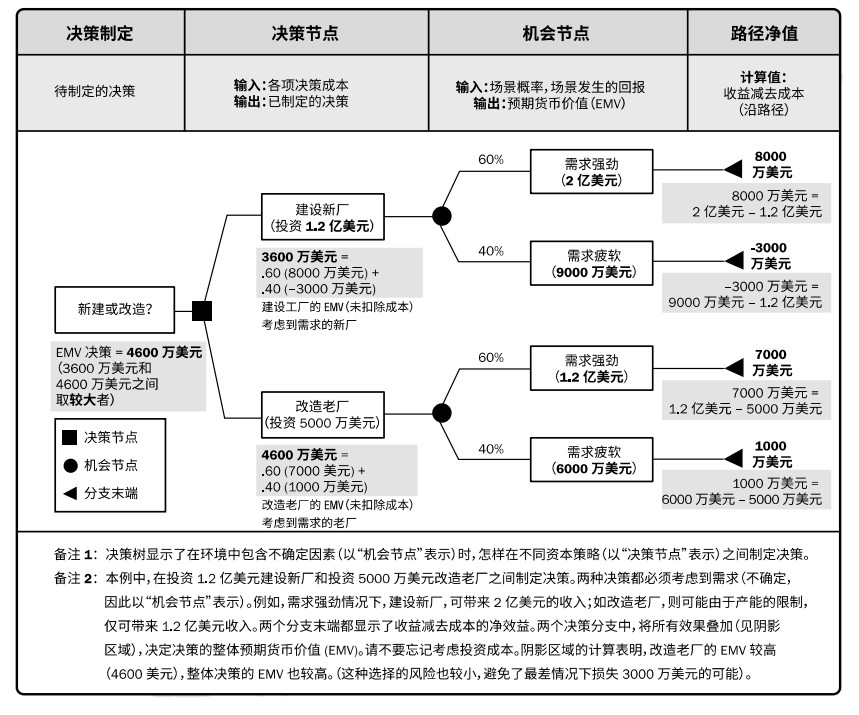 决策制定
决策节点
机会节点
路径净值
待制定的决策
输入：各项决策成本
输出：已制定的决策
输入：场景概率，场景发生的回报
输出：预期货币价值（EMV）
计算值：
收益减去成本
（沿路径）
60%
需求强劲
（2 亿美元）
8000
万美元
8000 万美元 =
2 亿美元 – 1.2 亿美元
建设新厂
（投资 1.2 亿美元）
3600 万美元 =
.60 (8000 万美元) +
.40 (–3000 万美元)
建设工厂的 EMV（未扣除成本）
考虑到需求的新厂
40%
需求疲软
（9000 万美元）
-3000
万美元
–3000 万美元 =
9000 万美元 – 1.2 亿美元
新建或改造？
EMV 决策 = 4600 万美元
（3600 万美元和
4600 万美元之间
取较大者）
60%
需求强劲
（1.2 亿美元）
7000
万美元
7000 万美元 =
1.2 亿美元 – 5000 万美元
改造老厂
（投资 5000 万美元）
4600 万美元 =
.60 (7000 美元) +
.40 (1000 万美元)
改造老厂的 EMV（未扣除成本）
考虑到需求的老厂
40%
需求疲软
（6000 万美元）
1000
万美元
1000 万美元 =
6000 万美元 – 5000 万美元
决策节点
机会节点
分支末端
备注 1：决策树显示了在环境中包含不确定因素（以“机会节点”表示）时，怎样在不同资本策略（以“决策节点”表示）之间制定决策。
备注 2：本例中，在投资 1.2 亿美元建设新厂和投资 5000 万美元改造老厂之间制定决策。两种决策都必须考虑到需求（不确定，
因此以“机会节点”表示）。例如，需求强劲情况下，建设新厂，可带来 2 亿美元的收入；如改造老厂，则可能由于产能的限制，
仅可带来 1.2 亿美元收入。两个分支末端都显示了收益减去成本的净效益。两个决策分支中，将所有效果叠加（见阴影
区域），决定决策的整体预期货币价值 (EMV)。请不要忘记考虑投资成本。阴影区域的计算表明，改造老厂的 EMV 较高
（4600 美元），整体决策的 EMV 也较高。（这种选择的风险也较小，避免了最差情况下损失 3000 万美元的可能）。